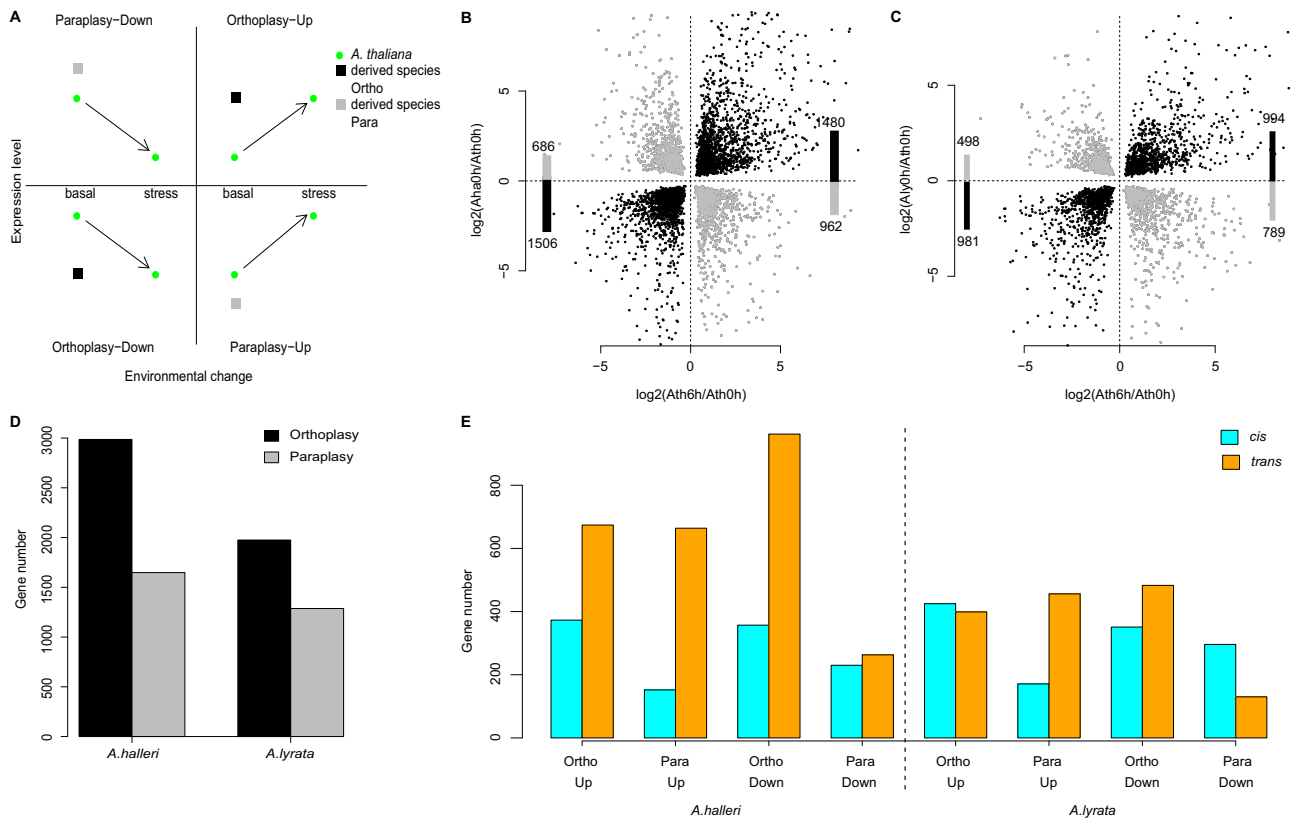 A
Paraplasy−Down
Orthoplasy−Up
A. thaliana
derived species
Ortho
derived species
Para
Expression level
basal
stress
basal
stress
Orthoplasy−Down
Paraplasy−Up
Environmental change
B
log2(Aha0h/Ath0h)
5
0
−5
686
1506
1480
962
−5
0
5
log2(Ath6h/Ath0h)
C
log2(Aly0h/Ath0h)
5
0
−5
498
981
994
789
−5
0
5
log2(Ath6h/Ath0h)
D
Orthoplasy
Paraplasy
Gene number
3000
2500
2000
1500
1000
500
0
A.halleri
A.lyrata
E
cis
trans
Gene number
800
600
400
200
0
Ortho Para Ortho Para Ortho Para Ortho Para
Up Up Down Down Up Up Down Down
A.halleri
A.lyrata